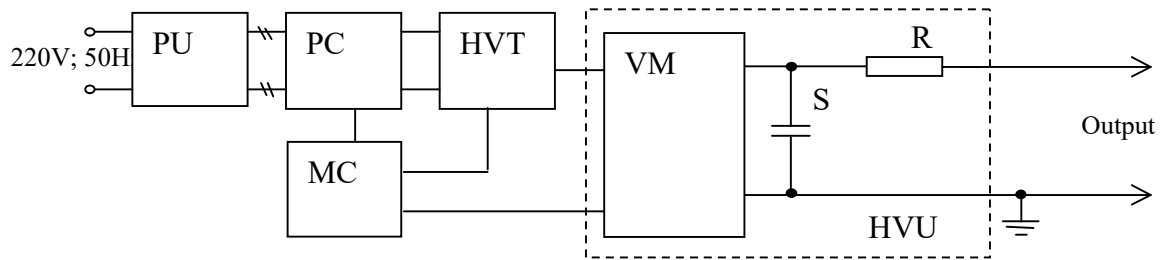 PU
PC
HVT
VM
R
220V; 50H
S
Output
MC
HVU